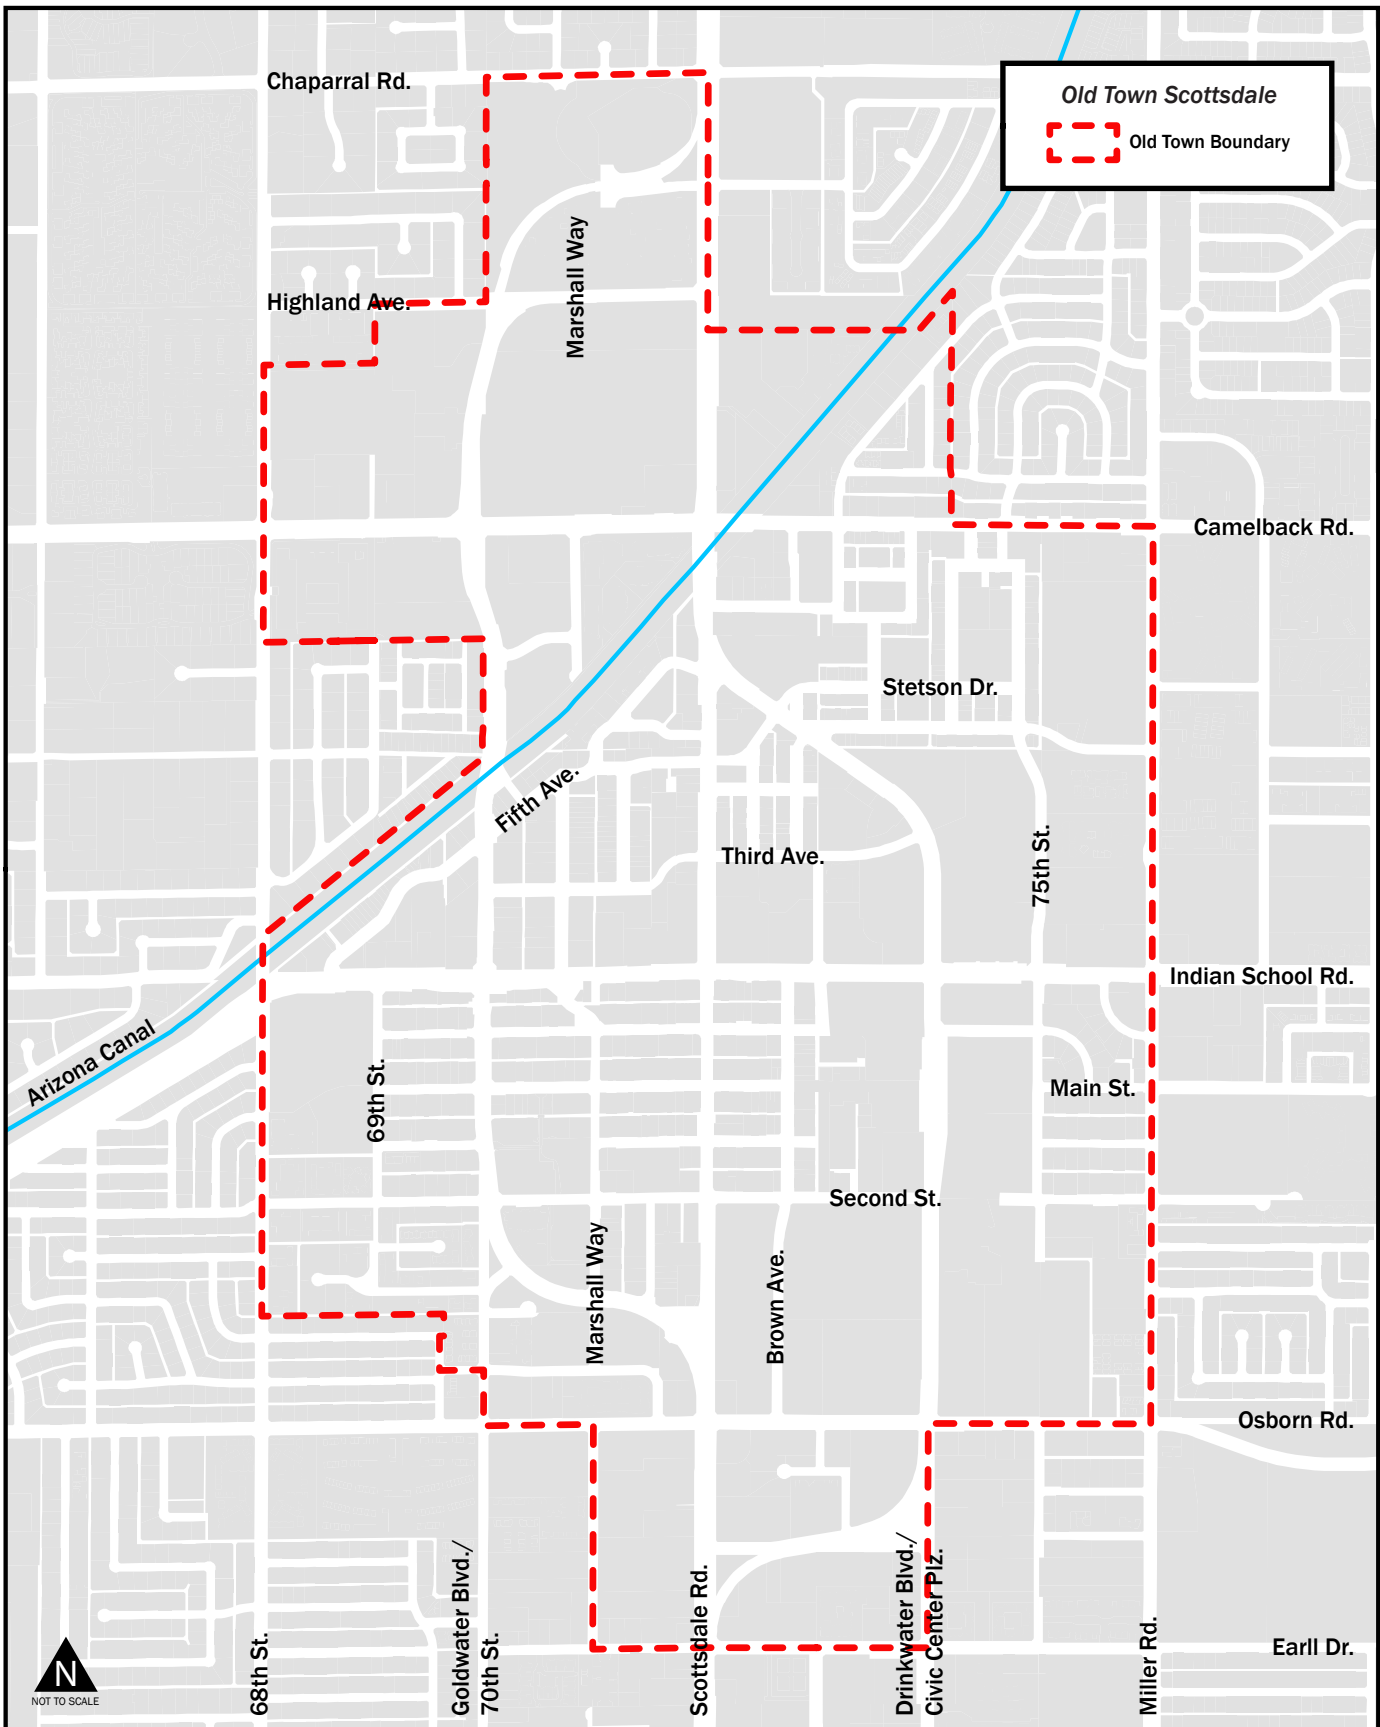 Chaparral Rd.
Old Town Scottsdale
Old Town Boundary
Marshall Way
Highland Ave.
Camelback Rd.
Stetson Dr.
Fifth Ave.
Third Ave.
75th St.
Indian School Rd.
Arizona Canal
69th St.
Main St.
Second St.
Marshall Way
Brown Ave.
Osborn Rd.
Earll Dr.
68th St.
Goldwater Blvd./
70th St.
Scottsdale Rd.
Drinkwater Blvd./
Civic Center Plz.
Miller Rd.
N
NOT TO SCALE